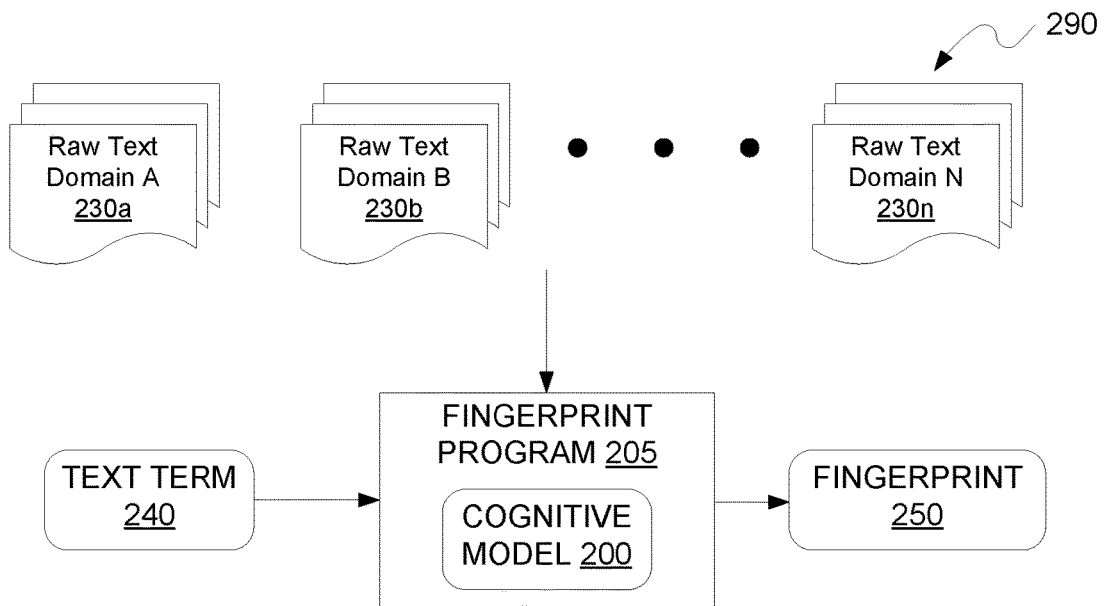 290
Raw Text
Domain A
230a
Raw Text
Domain B
230b
Raw Text
Domain N
230n
FINGERPRINT
PROGRAM 205
TEXT TERM
240
COGNITIVE
MODEL 200
FINGERPRINT
250